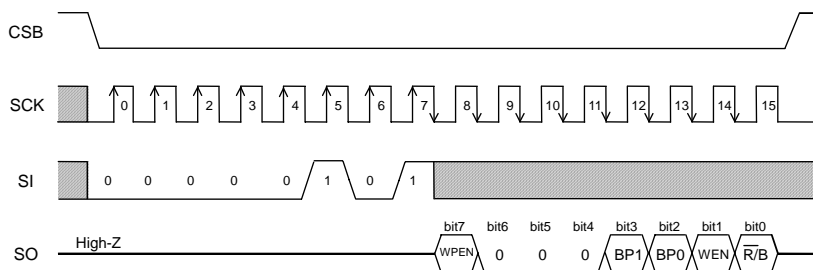 CSB
SCK 0 1 2 3 4 5 6 7 8 9 10 11 12 13 14 15
SI 0 0 0 0 0 1 0 1
bit7 bit6 bit5 bit4 bit3 bit2 bit1 bit0
SO High-Z WPEN 0 0 0 BP1 BP0 WEN R̅/B